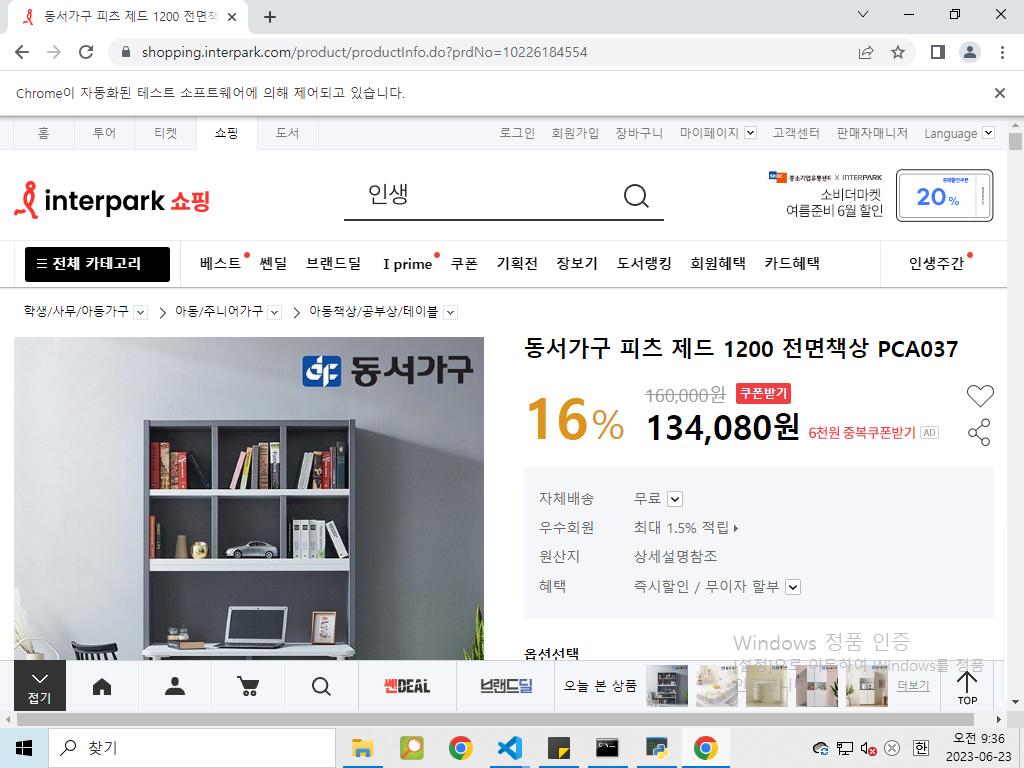 동서가구 피츠 제드 1200 전면책
shopping.interpark.com/product/productInfo.do?prdNo=10226184554
Chrome이 자동화된 테스트 소프트웨어에 의해 제어되고 있습니다.
홈 투어 티켓 쇼핑 도서 로그인 회원가입 장바구니 마이페이지 고객센터 판매자매니저 Language
interpark 쇼핑
인생
중소기업유통센터 X INTERPARK
소비더마켓
여름준비 6월 할인
20%
전체 카테고리 베스트 쎈딜 브랜드딜 I prime 쿠폰 기획전 장보기 도서랭킹 회원혜택 카드혜택 인생주간
학생/사무/아동가구 > 아동/주니어가구 > 아동책상/공부상/테이블
동서가구
동서가구 피츠 제드 1200 전면책상 PCA037
16%
160,000원 쿠폰받기
134,080원 6천원 중복쿠폰받기 AD
자체배송 무료
우수회원 최대 1.5% 적립
원산지 상세설명참조
혜택 즉시할인 / 무이자 할부
옵션선택
Windows 정품 인증
[설정]으로 이동하여 Windows를 정품
접기
쎈DEAL
브랜드딜
오늘 본 상품
더보기
TOP
찾기
한
오전 9:36
2023-06-23